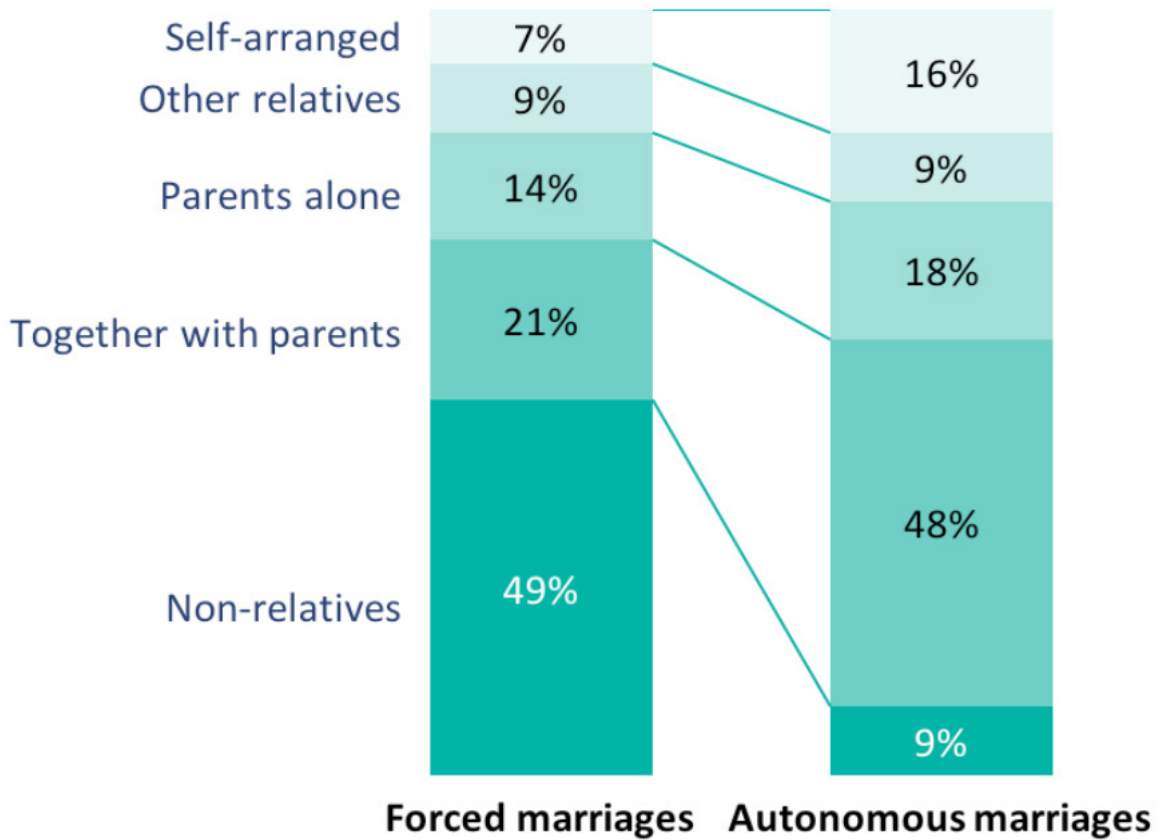 Self-arranged
7%
16%
Other relatives
9%
9%
Parents alone
14%
18%
Together with parents
21%
48%
Non-relatives
49%
9%
Forced marriages
Autonomous marriages